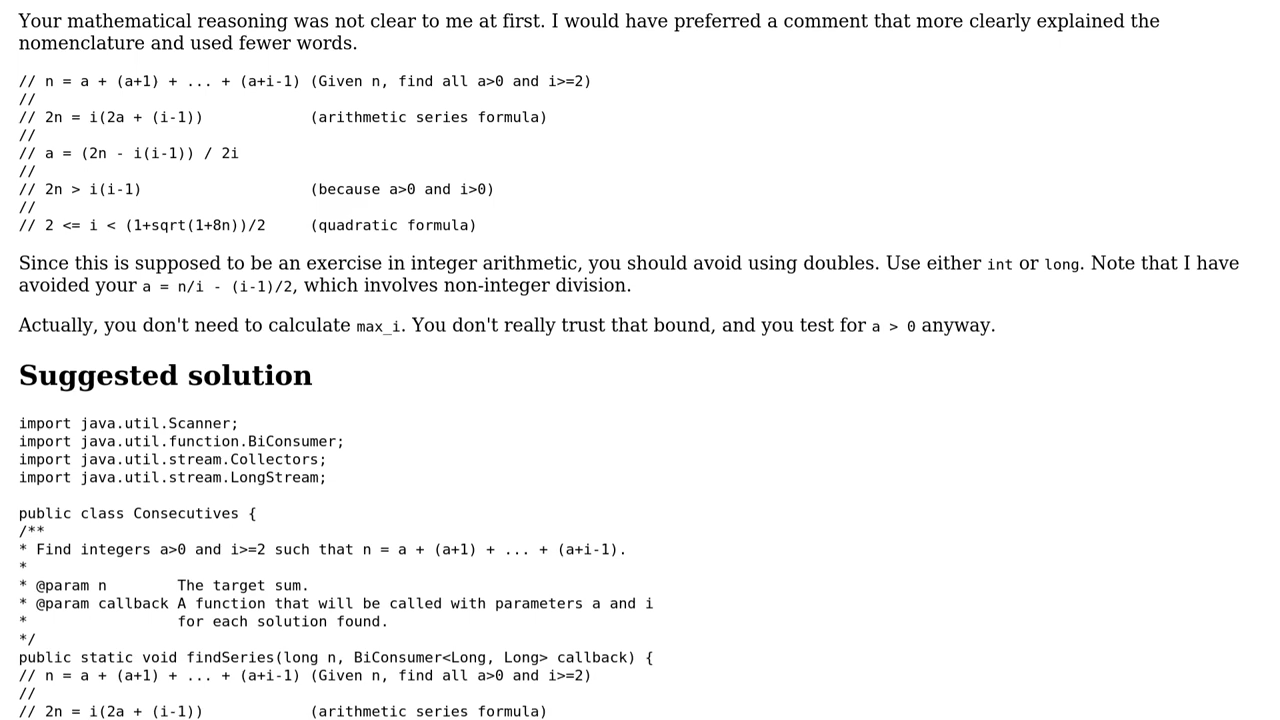 Your mathematical reasoning was not clear to me at first. I would have preferred a comment that more clearly explained the
nomenclature and used fewer words.
// n = a + (a+1) + ... + (a+i-1) (Given n, find all a>0 and i>=2)
//
// 2n = i(2a + (i-1)) (arithmetic series formula)
//
// a = (2n - i(i-1)) / 2i
//
// 2n > i(i-1) (because a>0 and i>0)
//
// 2 <= i < (1+sqrt(1+8n))/2 (quadratic formula)
Since this is supposed to be an exercise in integer arithmetic, you should avoid using doubles. Use either int or long. Note that I have
avoided your a = n/i - (i-1)/2, which involves non-integer division.
Actually, you don't need to calculate max_i. You don't really trust that bound, and you test for a > 0 anyway.
Suggested solution
import java.util.Scanner;
import java.util.function.BiConsumer;
import java.util.stream.Collectors;
import java.util.stream.LongStream;
public class Consecutives {
/**
* Find integers a>0 and i>=2 such that n = a + (a+1) + ... + (a+i-1).
*
* @param n The target sum.
* @param callback A function that will be called with parameters a and i
* for each solution found.
*/
public static void findSeries(long n, BiConsumer<Long, Long> callback) {
// n = a + (a+1) + ... + (a+i-1) (Given n, find all a>0 and i>=2)
//
// 2n = i(2a + (i-1)) (arithmetic series formula)